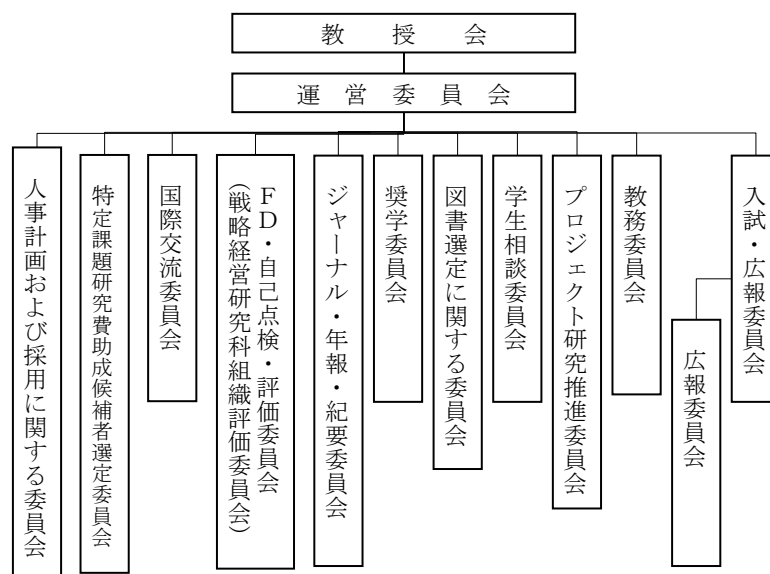 教授会
運営委員会
入試・広報委員会
広報委員会
教務委員会
プロジェクト研究推進委員会
学生相談委員会
図書選定に関する委員会
奨学委員会
ジャーナル・年報・紀要委員会
ＦＤ・自己点検・評価委員会
（戦略経営研究科組織評価委員会）
国際交流委員会
特定課題研究費助成候補者選定委員会
人事計画および採用に関する委員会